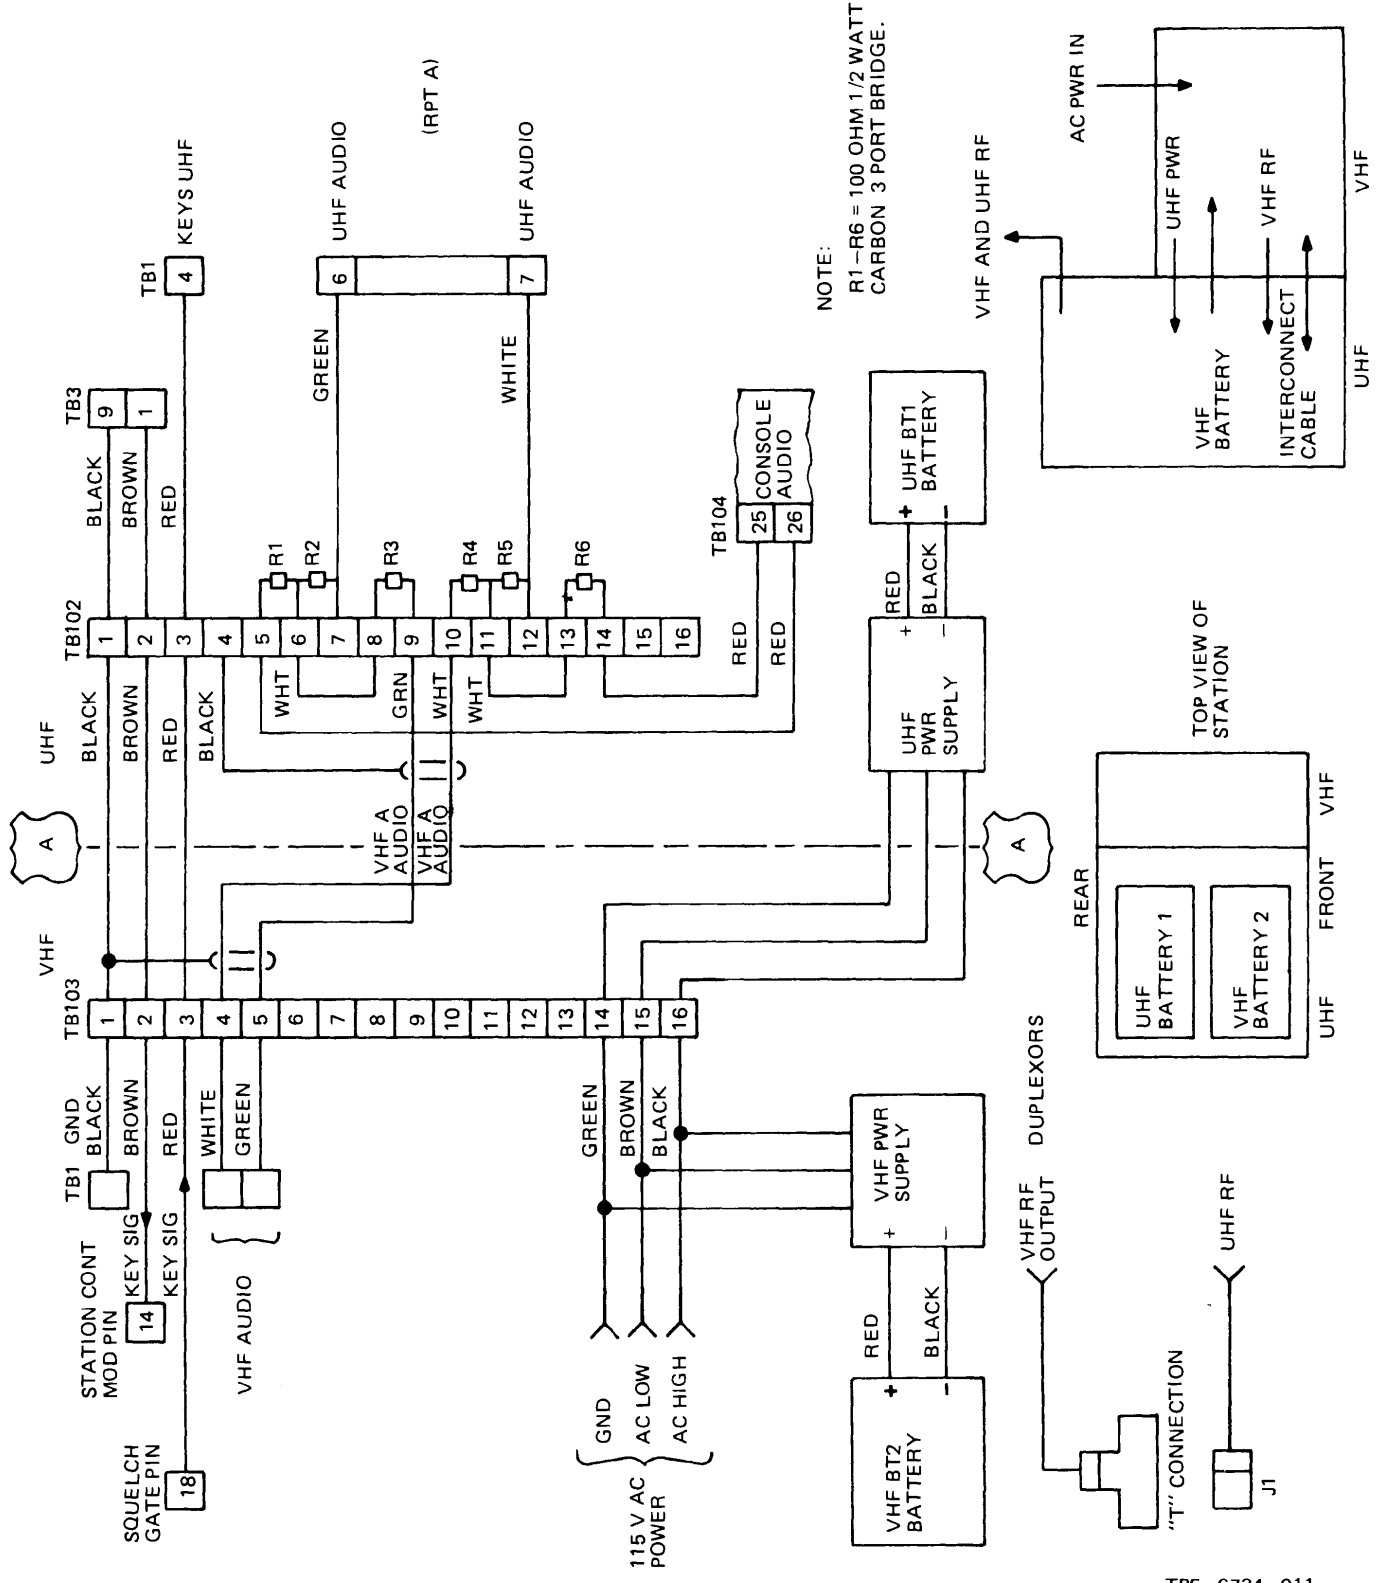 SQUELCH
GATE PIN
18
STATION CONT
MOD PIN
14
KEY SIG
KEY SIG
TB1
GND
BLACK
BROWN
RED
WHITE
GREEN
VHF AUDIO
TB103
1
2
3
4
5
6
7
8
9
10
11
12
13
14
15
16
VHF
A
UHF
BLACK
BROWN
RED
BLACK
WHT
GRN
WHT
WHT
VHF A
AUDIO
VHF A
AUDIO
TB102
1
2
3
4
5
6
7
8
9
10
11
12
13
14
15
16
R1
R2
R3
R4
R5
R6
BLACK
BROWN
RED
TB3
9
1
TB1
4
KEYS UHF
GREEN
6
UHF AUDIO
(RPT A)
WHITE
7
UHF AUDIO
RED
RED
TB104
25
26
CONSOLE
AUDIO
115 V AC
POWER
GND
AC LOW
AC HIGH
GREEN
BROWN
BLACK
VHF BT2
BATTERY
+
–
RED
BLACK
+
–
VHF PWR
SUPPLY
A
UHF
PWR
SUPPLY
+
–
RED
BLACK
+
–
UHF BT1
BATTERY
NOTE:
R1–R6 = 100 OHM 1/2 WATT
CARBON 3 PORT BRIDGE.
"T" CONNECTION
VHF RF
OUTPUT
DUPLEXORS
J1
UHF RF
REAR
UHF
BATTERY 1
VHF
BATTERY 2
UHF
FRONT
VHF
TOP VIEW OF
STATION
VHF AND UHF RF
AC PWR IN
UHF PWR
VHF
BATTERY
VHF RF
INTERCONNECT
CABLE
UHF
VHF